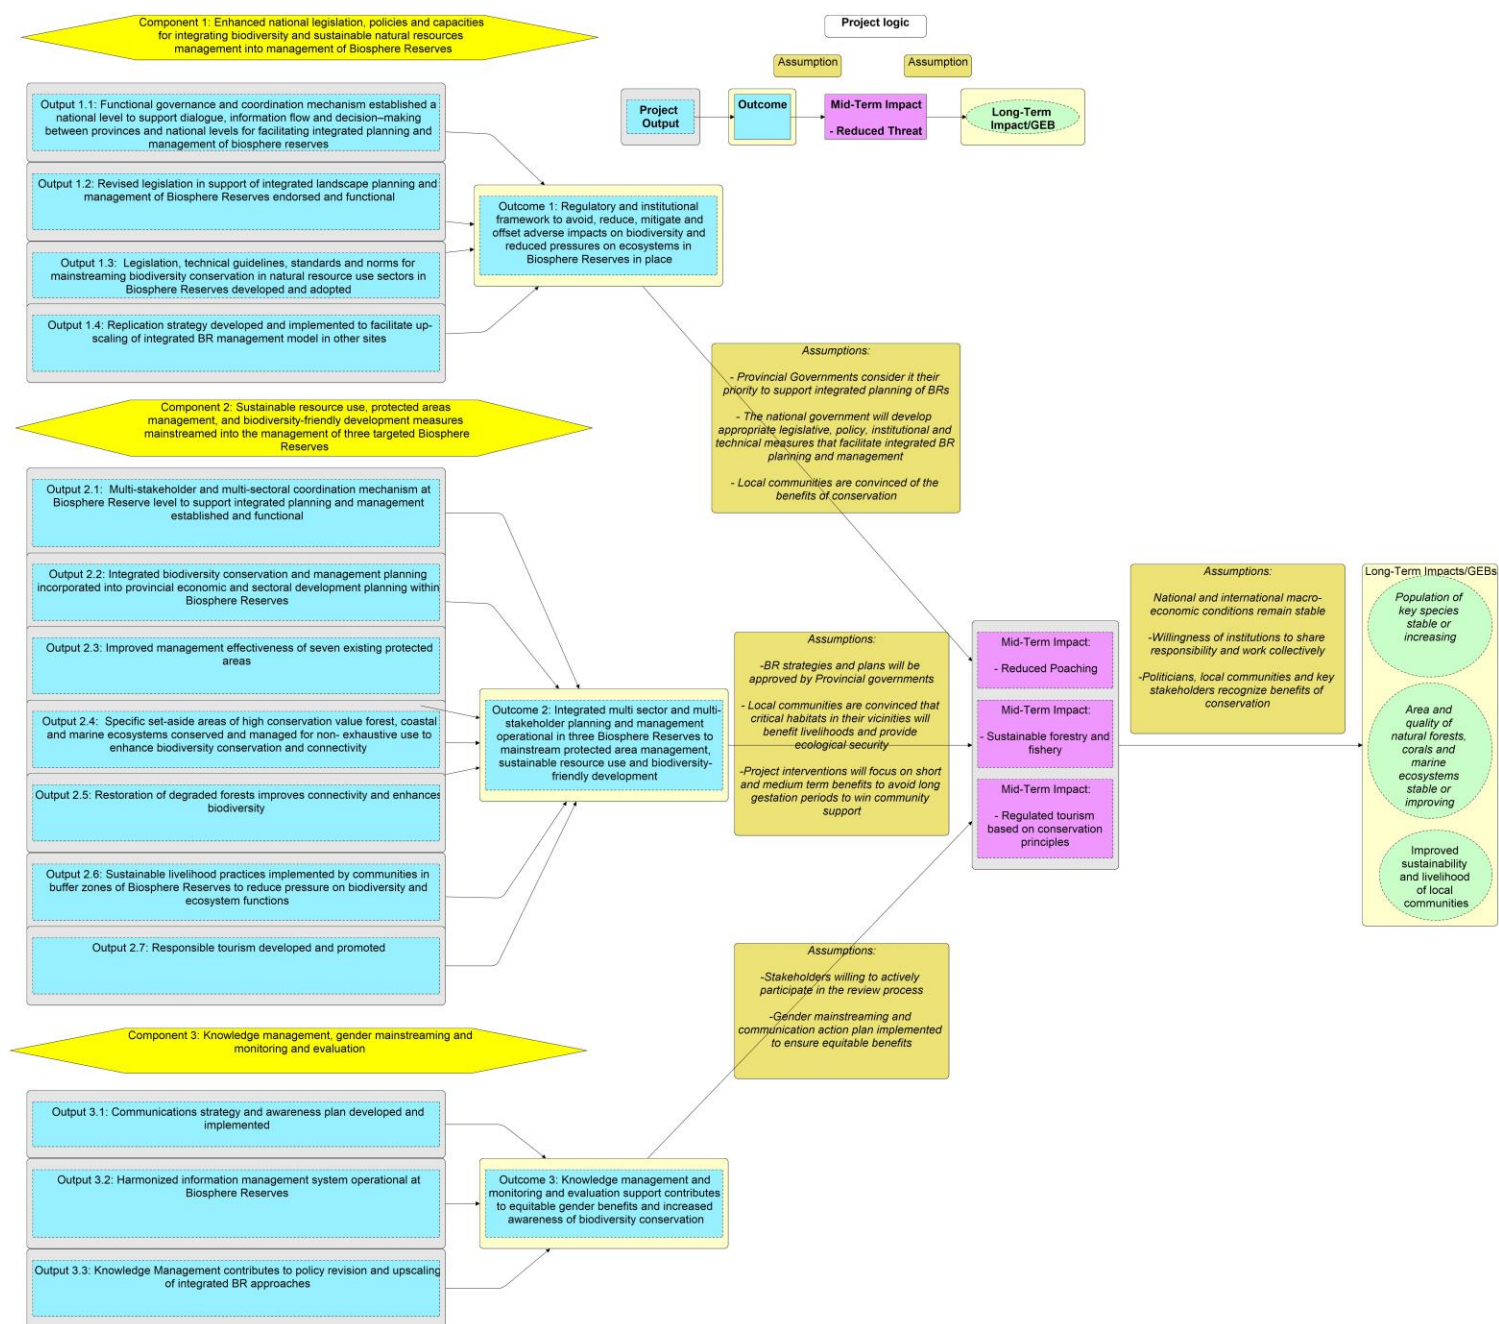 Component 1: Enhanced national legislation, policies and capacities
for integrating biodiversity and sustainable natural resources
management into management of Biosphere Reserves
Project logic
Assumption
Assumption
Project
Output
Outcome
Mid-Term Impact
- Reduced Threat
Long-Term
Impact/GEB
Output 1.1: Functional governance and coordination mechanism established a
national level to support dialogue, information flow and decision–making
between provinces and national levels for facilitating integrated planning and
management of biosphere reserves
Output 1.2: Revised legislation in support of integrated landscape planning and
management of Biosphere Reserves endorsed and functional
Output 1.3: Legislation, technical guidelines, standards and norms for
mainstreaming biodiversity conservation in natural resource use sectors in
Biosphere Reserves developed and adopted
Output 1.4: Replication strategy developed and implemented to facilitate up-
scaling of integrated BR management model in other sites
Outcome 1: Regulatory and institutional
framework to avoid, reduce, mitigate and
offset adverse impacts on biodiversity and
reduced pressures on ecosystems in
Biosphere Reserves in place
Assumptions:
- Provincial Governments consider it their
priority to support integrated planning of BRs
- The national government will develop
appropriate legislative, policy, institutional and
technical measures that facilitate integrated BR
planning and management
- Local communities are convinced of the
benefits of conservation
Component 2: Sustainable resource use, protected areas
management, and biodiversity-friendly development measures
mainstreamed into the management of three targeted Biosphere
Reserves
Output 2.1: Multi-stakeholder and multi-sectoral coordination mechanism at
Biosphere Reserve level to support integrated planning and management
established and functional
Output 2.2: Integrated biodiversity conservation and management planning
incorporated into provincial economic and sectoral development planning within
Biosphere Reserves
Output 2.3: Improved management effectiveness of seven existing protected
areas
Output 2.4: Specific set-aside areas of high conservation value forest, coastal
and marine ecosystems conserved and managed for non- exhaustive use to
enhance biodiversity conservation and connectivity
Output 2.5: Restoration of degraded forests improves connectivity and enhances
biodiversity
Output 2.6: Sustainable livelihood practices implemented by communities in
buffer zones of Biosphere Reserves to reduce pressure on biodiversity and
ecosystem functions
Output 2.7: Responsible tourism developed and promoted
Outcome 2: Integrated multi sector and multi-
stakeholder planning and management
operational in three Biosphere Reserves to
mainstream protected area management,
sustainable resource use and biodiversity-
friendly development
Assumptions:
-BR strategies and plans will be
approved by Provincial governments
- Local communities are convinced that
critical habitats in their vicinities will
benefit livelihoods and provide
ecological security
-Project interventions will focus on short
and medium term benefits to avoid long
gestation periods to win community
support
Mid-Term Impact:
- Reduced Poaching
Mid-Term Impact:
- Sustainable forestry and
fishery
Mid-Term Impact:
- Regulated tourism
based on conservation
principles
Assumptions:
National and international macro-
economic conditions remain stable
-Willingness of institutions to share
responsibility and work collectively
-Politicians, local communities and key
stakeholders recognize benefits of
conservation
Long-Term Impacts/GEBs
Population of
key species
stable or
increasing
Area and
quality of
natural forests,
corals and
marine
ecosystems
stable or
improving
Improved
sustainability
and livelihood
of local
communities
Component 3: Knowledge management, gender mainstreaming and
monitoring and evaluation
Output 3.1: Communications strategy and awareness plan developed and
implemented
Output 3.2: Harmonized information management system operational at
Biosphere Reserves
Output 3.3: Knowledge Management contributes to policy revision and upscaling
of integrated BR approaches
Outcome 3: Knowledge management and
monitoring and evaluation support contributes
to equitable gender benefits and increased
awareness of biodiversity conservation
Assumptions:
-Stakeholders willing to actively
participate in the review process
-Gender mainstreaming and
communication action plan implemented
to ensure equitable benefits